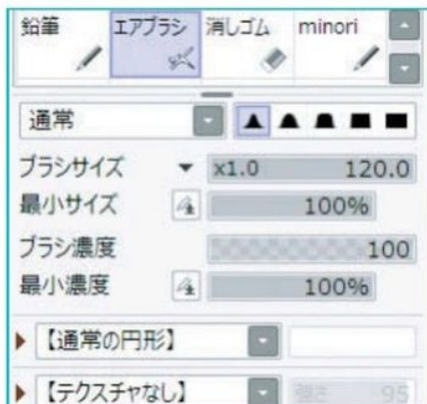 鉛筆 エアブラシ 消しゴム minori
通常
ブラシサイズ x1.0 120.0
最小サイズ 100%
ブラシ濃度 100
最小濃度 100%
【通常の円形】
【テクスチャなし】 強さ 95